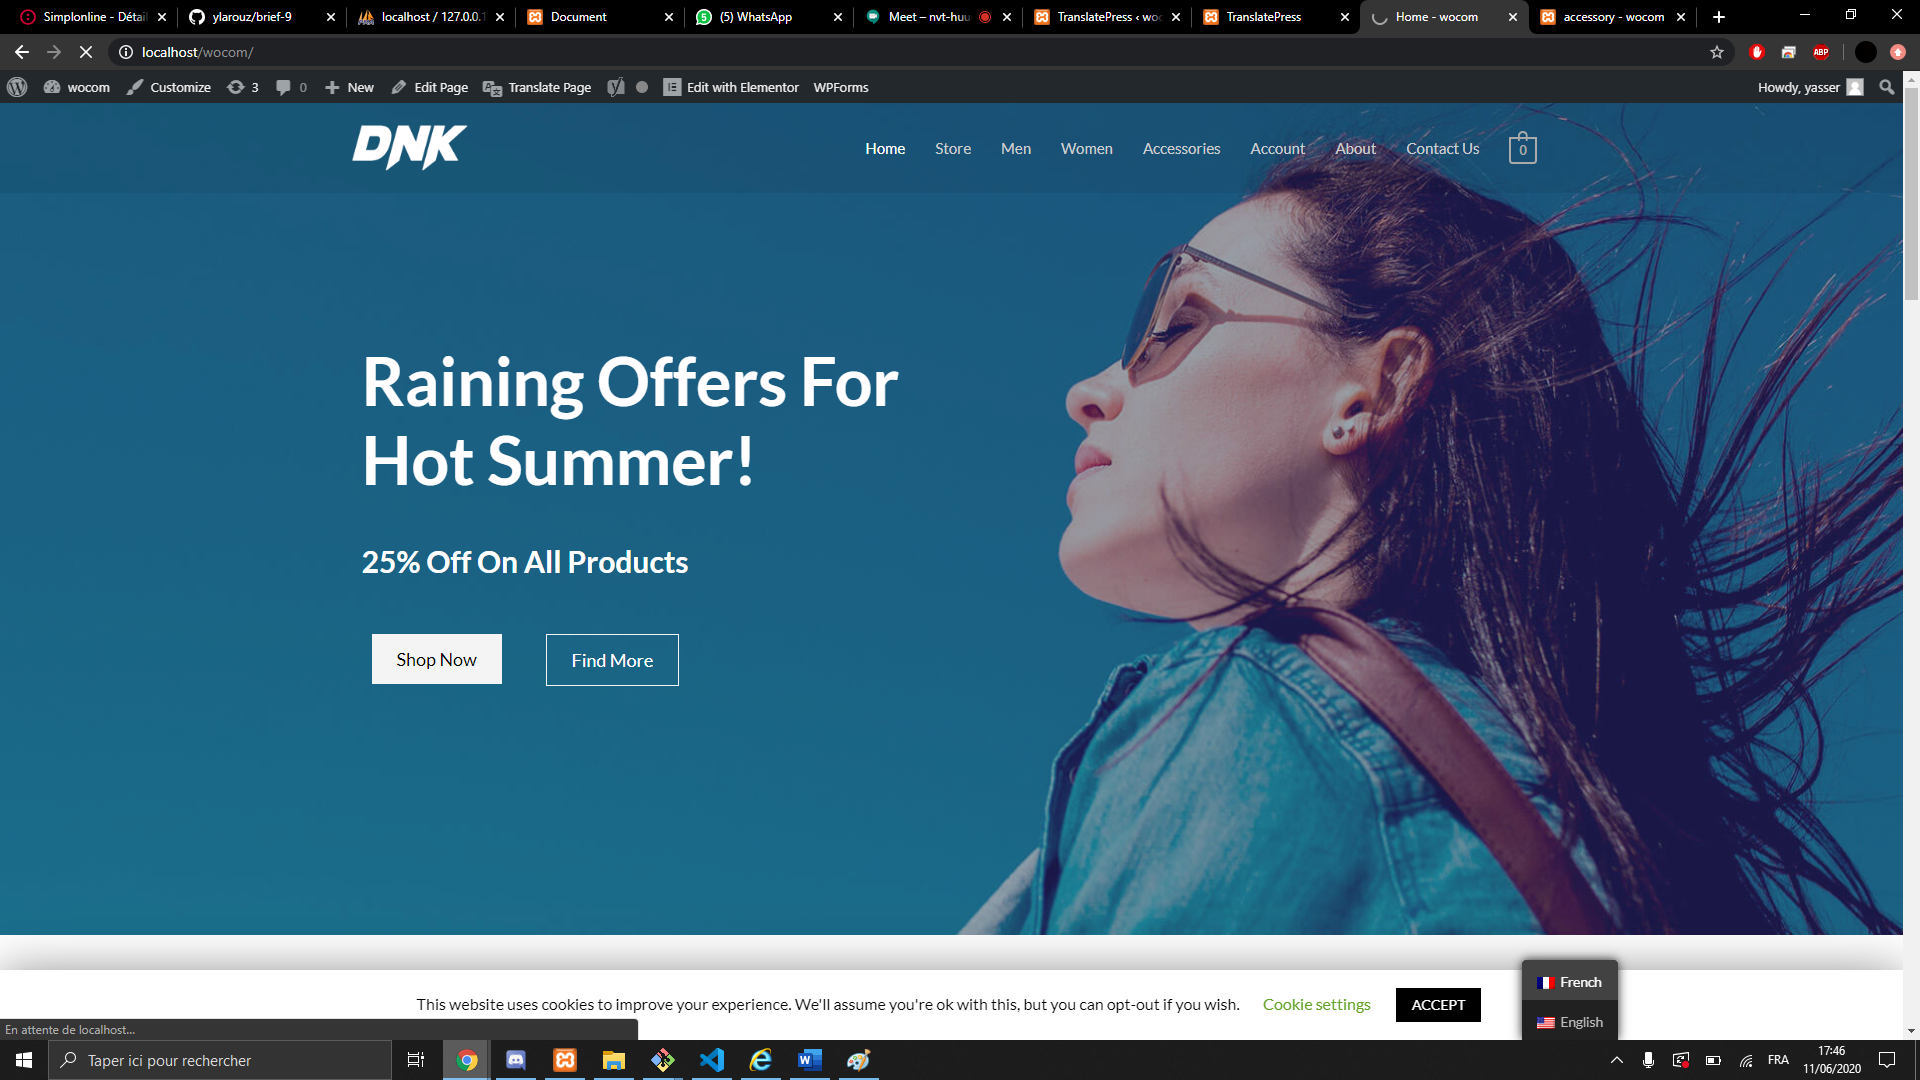 Simplonline - Détail
ylarouz/brief-9
localhost / 127.0.0.1
Document
(5) WhatsApp
Meet – nvt-huu
TranslatePress ‹ woc
TranslatePress
Home - wocom
accessory - wocom
localhost/wocom/
ABP
wocom
Customize
3
0
New
Edit Page
Translate Page
Edit with Elementor
WPForms
Howdy, yasser
DNK
Home
Store
Men
Women
Accessories
Account
About
Contact Us
0
Raining Offers For
Hot Summer!
25% Off On All Products
Shop Now
Find More
This website uses cookies to improve your experience. We'll assume you're ok with this, but you can opt-out if you wish.
Cookie settings
ACCEPT
French
English
En attente de localhost...
Taper ici pour rechercher
FRA
17:46
11/06/2020